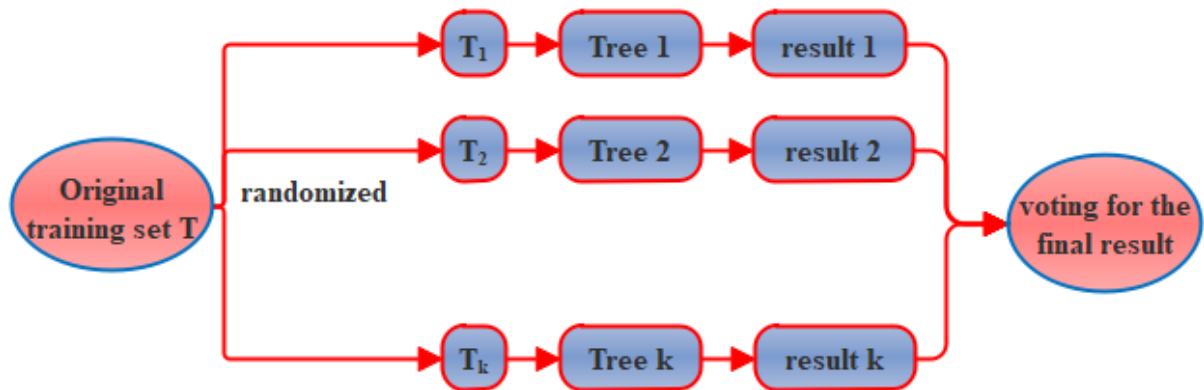 T₁
Tree 1
result 1
T₂
Tree 2
result 2
Original
training set T
randomized
voting for the
final result
Tₖ
Tree k
result k